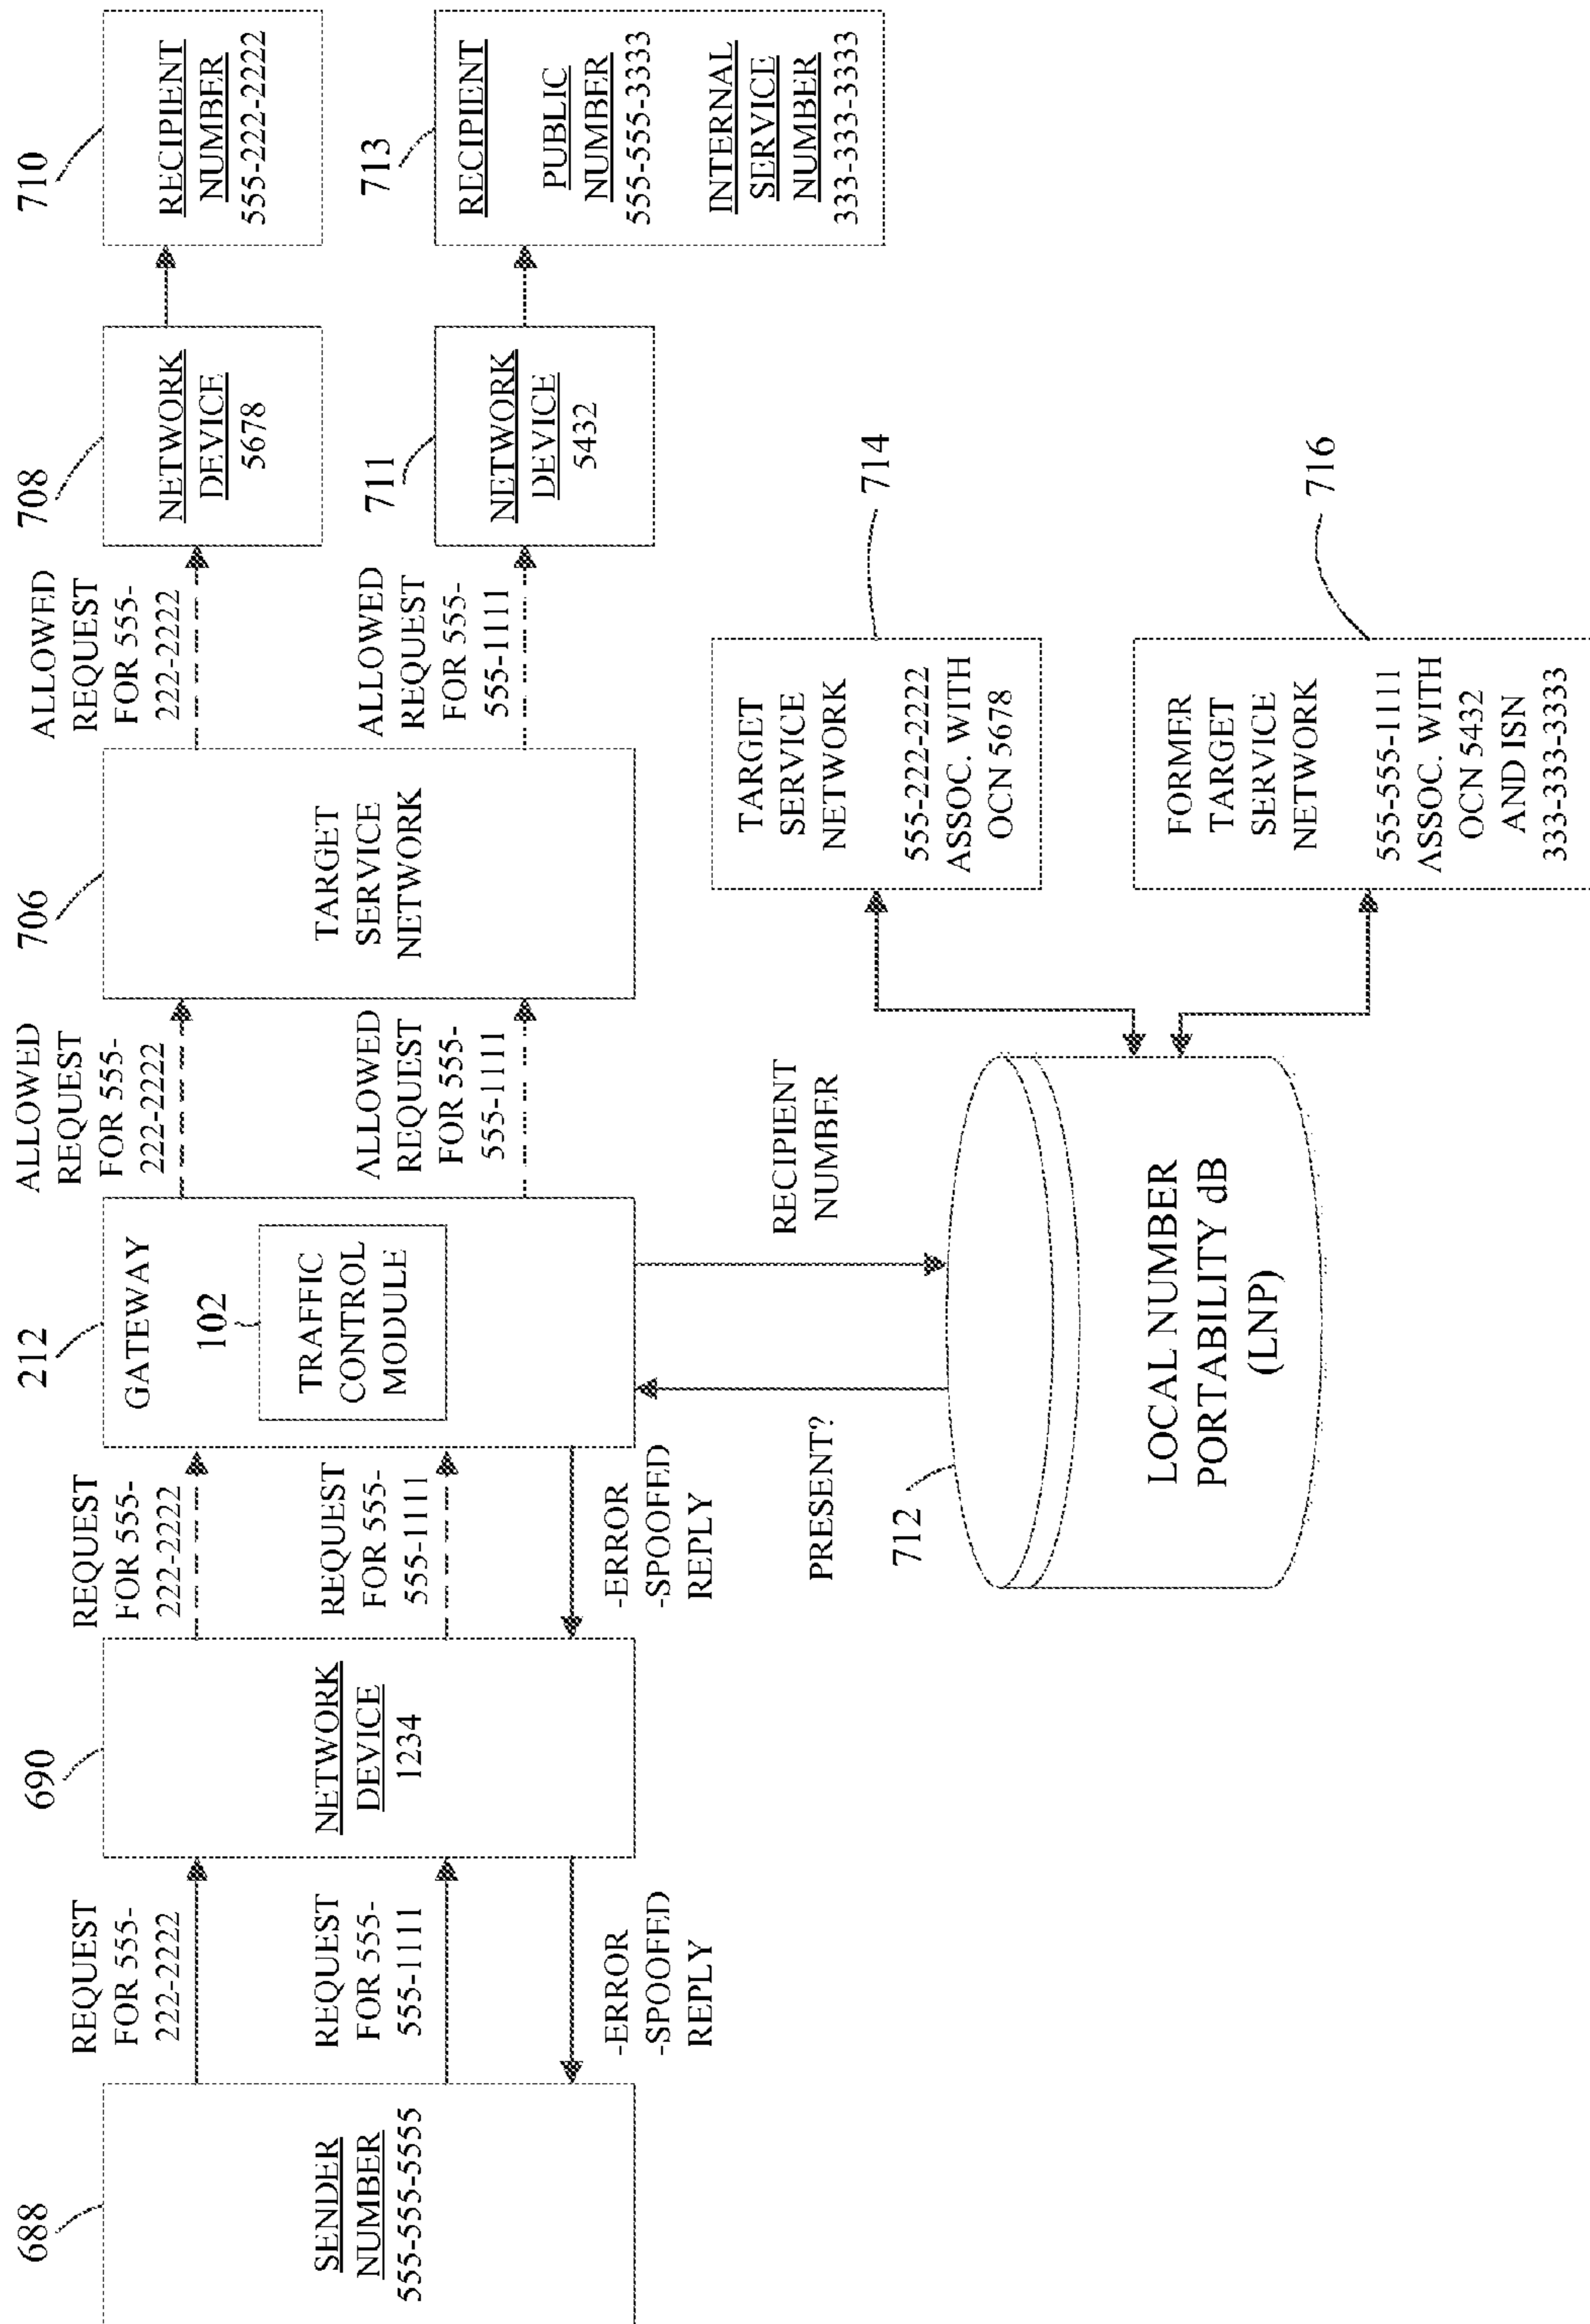 688
SENDER
NUMBER
555-555-5555
REQUEST
FOR 555-
222-2222
REQUEST
FOR 555-
555-1111
-ERROR
-SPOOFED
REPLY
690
NETWORK
DEVICE
1234
REQUEST
FOR 555-
222-2222
REQUEST
FOR 555-
555-1111
-ERROR
-SPOOFED
REPLY
212
GATEWAY
102
TRAFFIC
CONTROL
MODULE
ALLOWED
REQUEST
FOR 555-
222-2222
ALLOWED
REQUEST
FOR 555-
555-1111
706
TARGET
SERVICE
NETWORK
ALLOWED
REQUEST
FOR 555-
222-2222
ALLOWED
REQUEST
FOR 555-
555-1111
708
NETWORK
DEVICE
5678
711
NETWORK
DEVICE
5432
710
RECIPIENT
NUMBER
555-222-2222
713
RECIPIENT
PUBLIC
NUMBER
555-555-3333
INTERNAL
SERVICE
NUMBER
333-333-3333
PRESENT?
RECIPIENT
NUMBER
712
LOCAL NUMBER
PORTABILITY dB
(LNP)
714
TARGET
SERVICE
NETWORK
555-222-2222
ASSOC. WITH
OCN 5678
716
FORMER
TARGET
SERVICE
NETWORK
555-555-1111
ASSOC. WITH
OCN 5432
AND ISN
333-333-3333